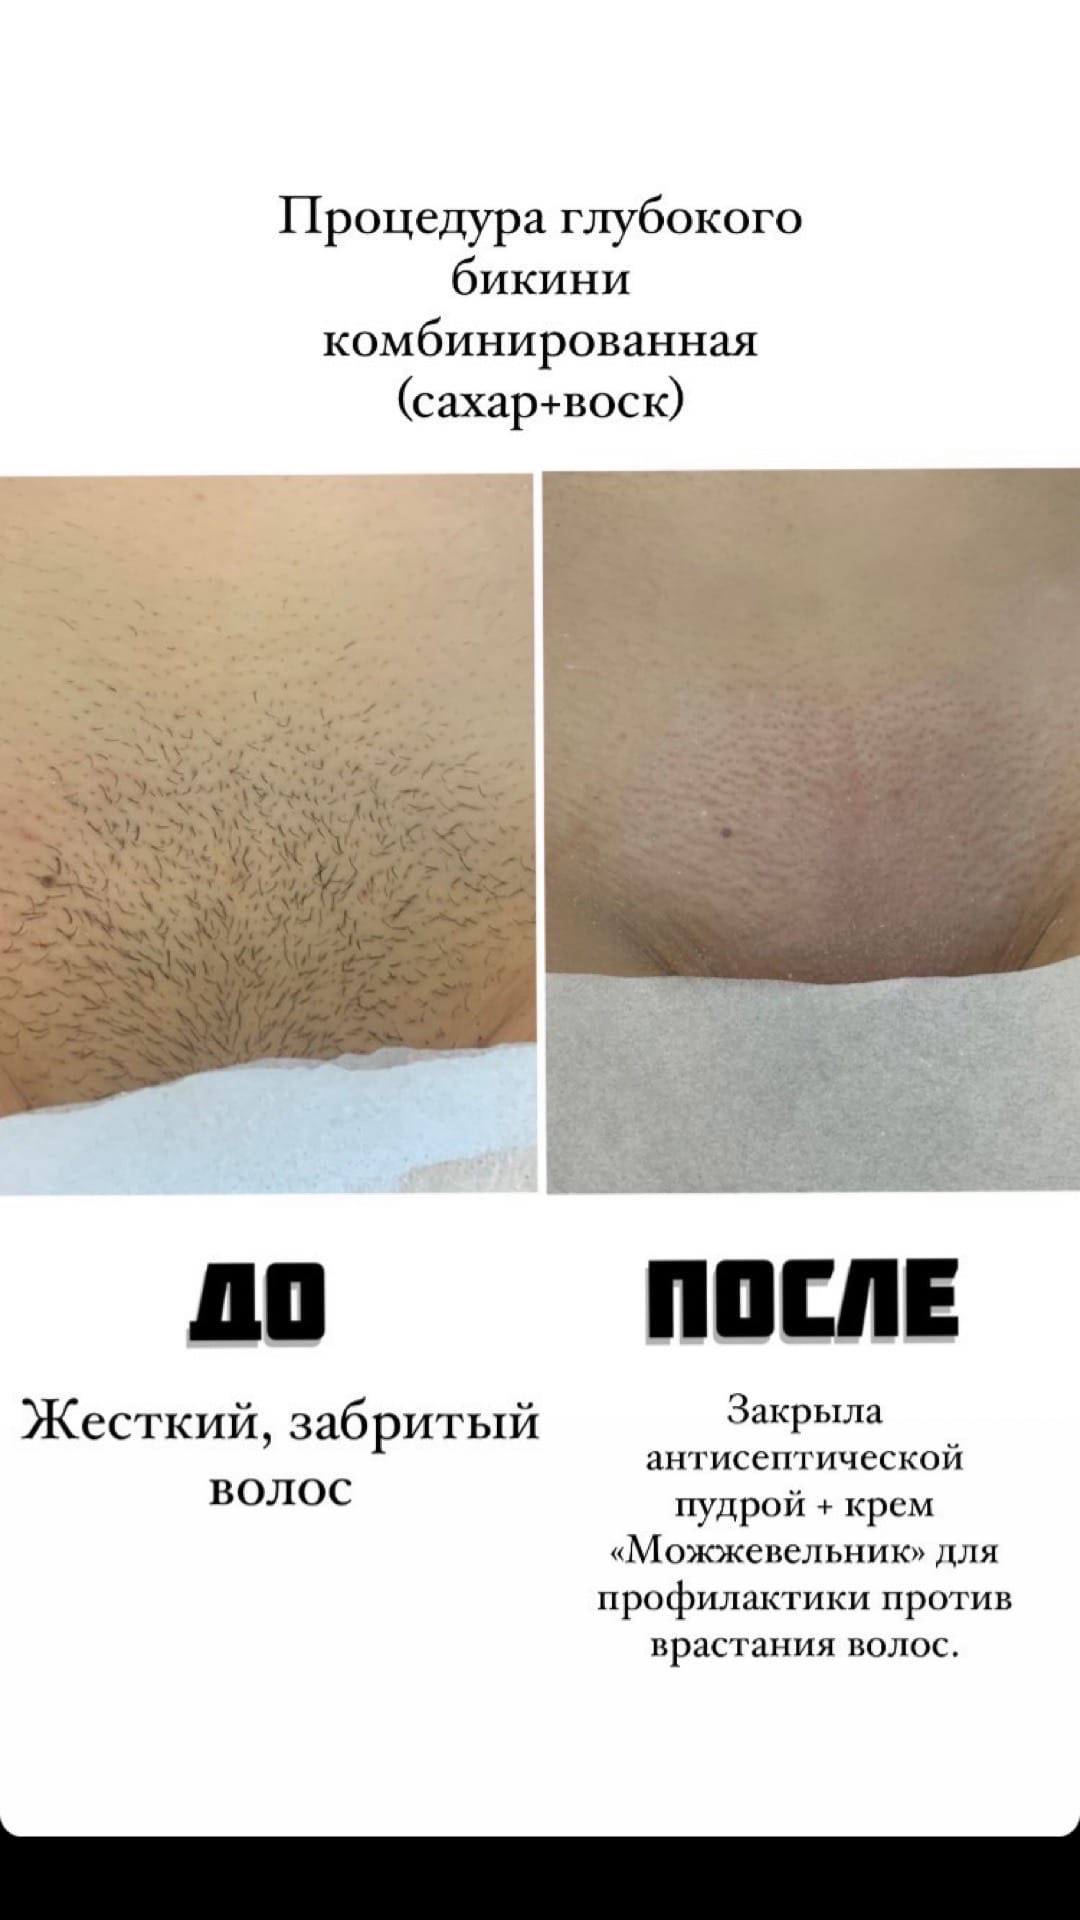 Процедура глубокого
бикини
комбинированная
(сахар+воск)
ДО
Жесткий, забритый
волос
ПОСЛЕ
Закрыла
антисептической
пудрой + крем
«Можжевельник» для
профилактики против
врастания волос.